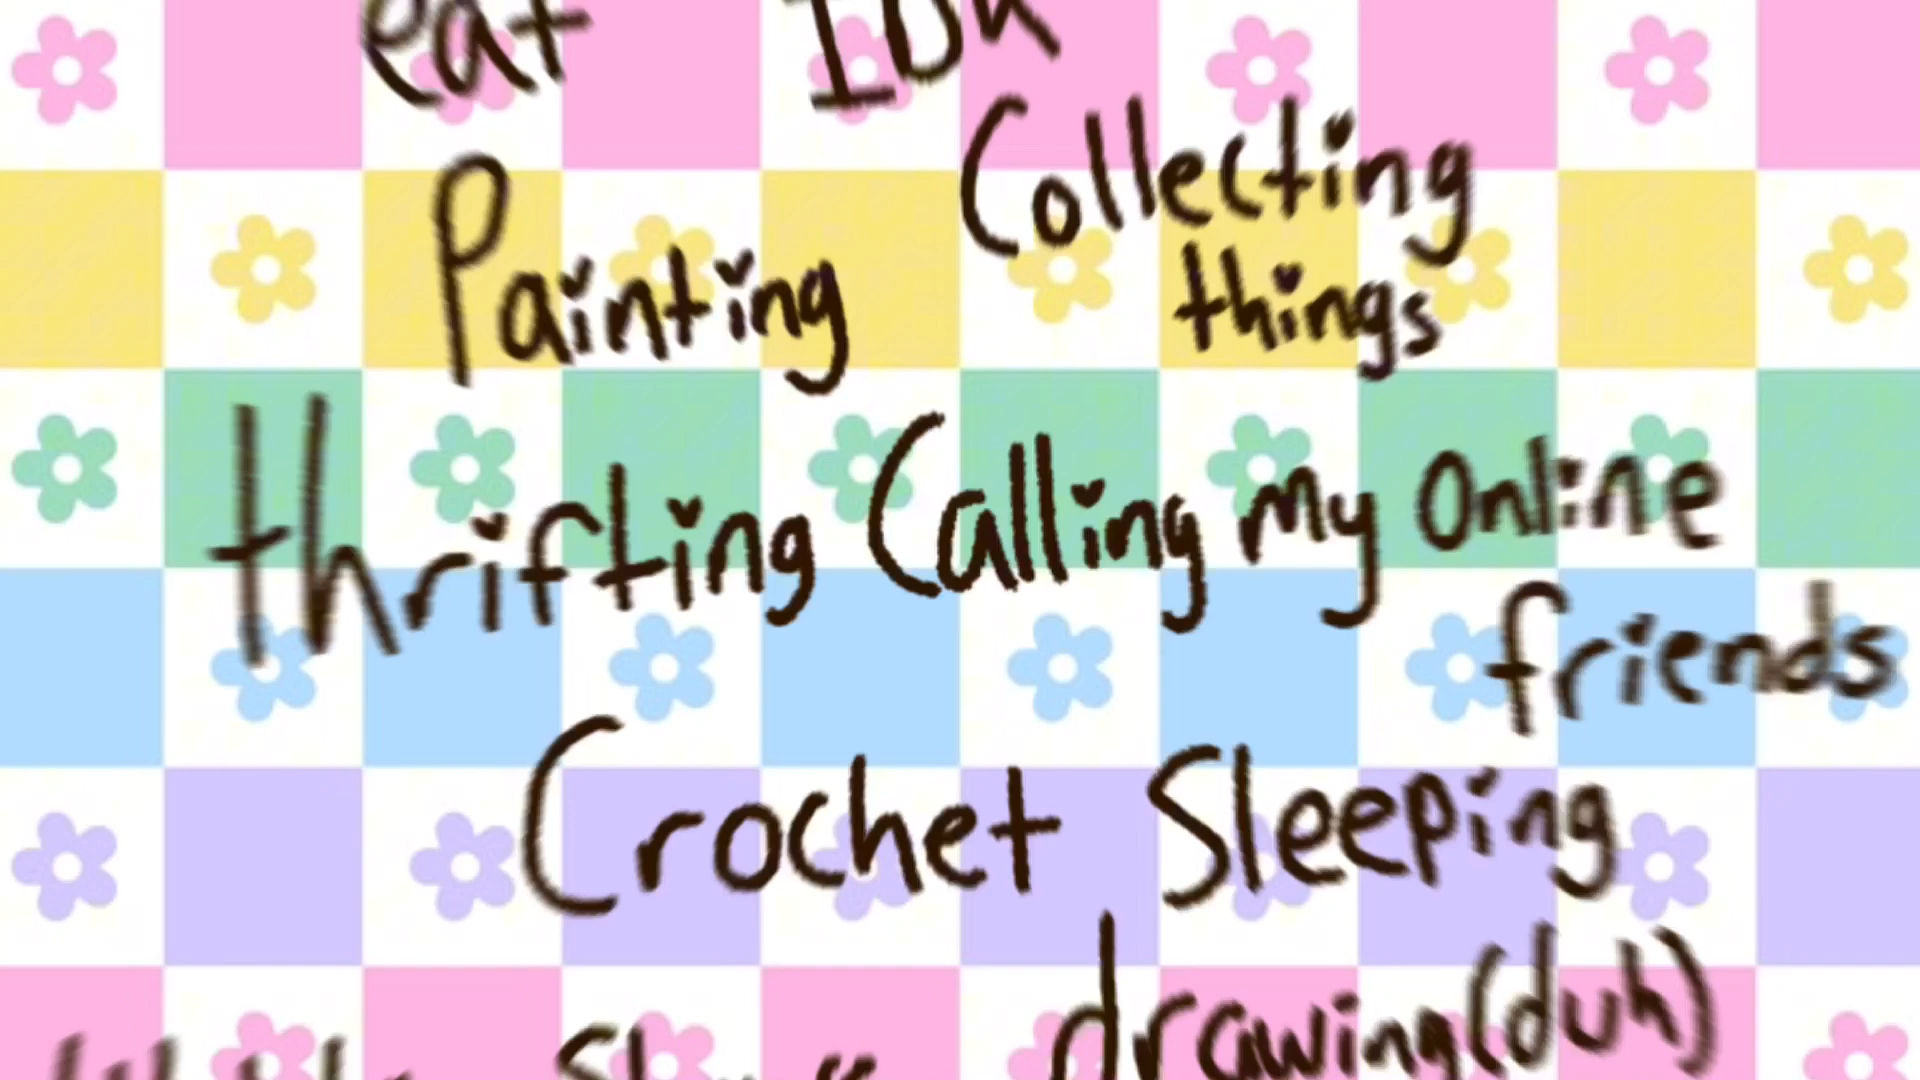 eat IDK
Collecting
Painting things
thrifting Calling my Online
friends
Crochet Sleeping
drawing(duh)